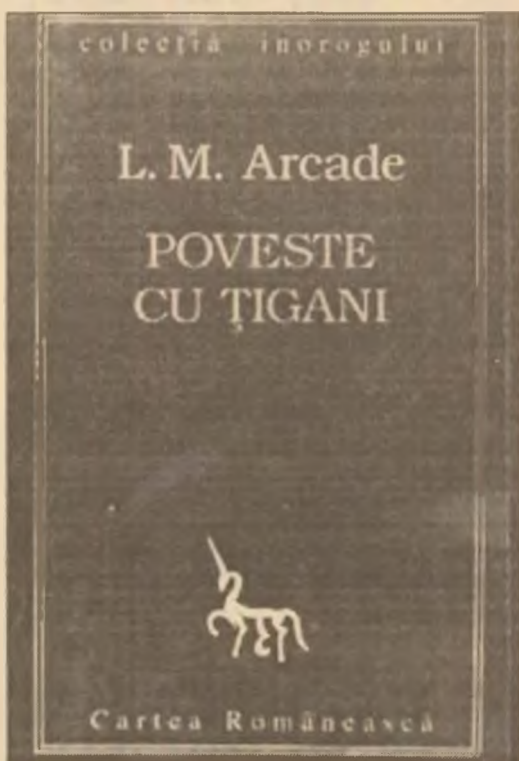 colecția inorogului
L. M. Arcade
POVESTE
CU ȚIGANI
Cartea Românească